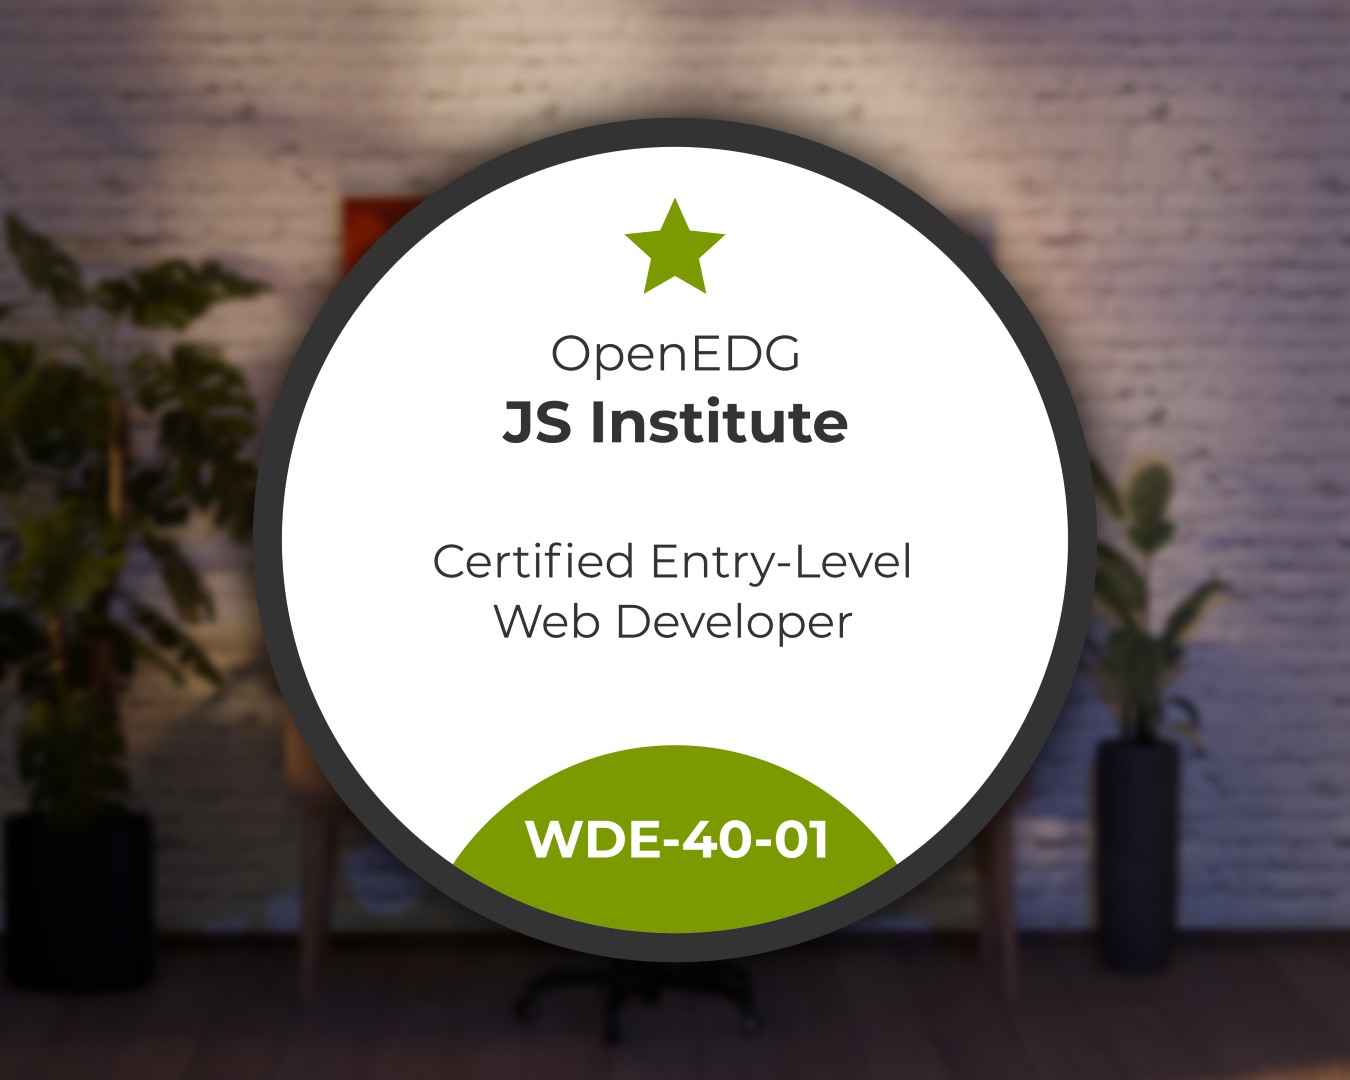 OpenEDG
JS Institute
Certified Entry-Level
Web Developer
WDE-40-01